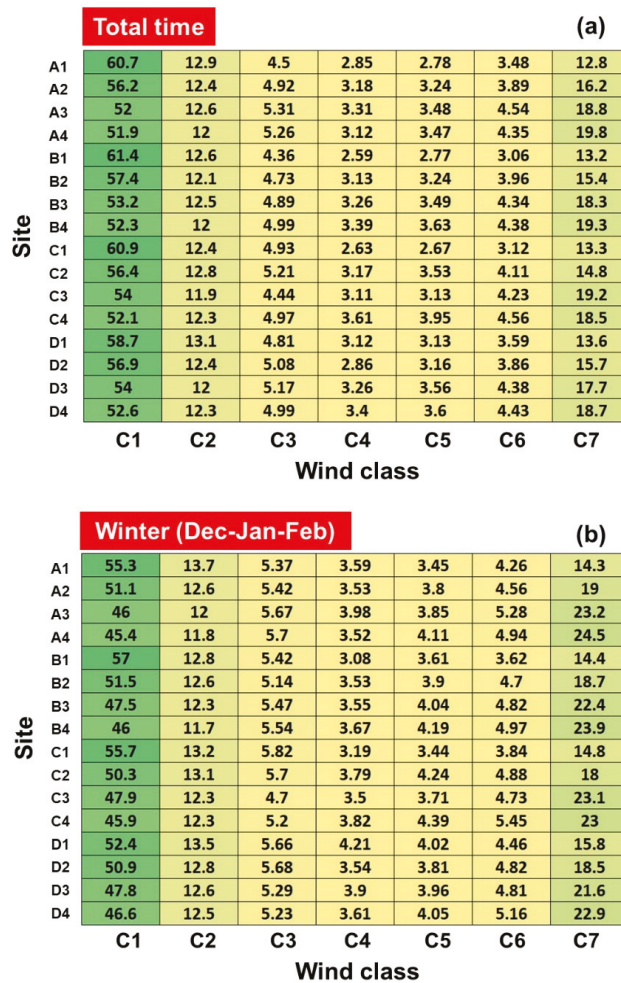 Total time (a)
A1 60.7 12.9 4.5 2.85 2.78 3.48 12.8
A2 56.2 12.4 4.92 3.18 3.24 3.89 16.2
A3 52 12.6 5.31 3.31 3.48 4.54 18.8
A4 51.9 12 5.26 3.12 3.47 4.35 19.8
B1 61.4 12.6 4.36 2.59 2.77 3.06 13.2
B2 57.4 12.1 4.73 3.13 3.24 3.96 15.4
B3 53.2 12.5 4.89 3.26 3.49 4.34 18.3
B4 52.3 12 4.99 3.39 3.63 4.38 19.3
C1 60.9 12.4 4.93 2.63 2.67 3.12 13.3
C2 56.4 12.8 5.21 3.17 3.53 4.11 14.8
C3 54 11.9 4.44 3.11 3.13 4.23 19.2
C4 52.1 12.3 4.97 3.61 3.95 4.56 18.5
D1 58.7 13.1 4.81 3.12 3.13 3.59 13.6
D2 56.9 12.4 5.08 2.86 3.16 3.86 15.7
D3 54 12 5.17 3.26 3.56 4.38 17.7
D4 52.6 12.3 4.99 3.4 3.6 4.43 18.7
Site
C1 C2 C3 C4 C5 C6 C7
Wind class
Winter (Dec-Jan-Feb) (b)
A1 55.3 13.7 5.37 3.59 3.45 4.26 14.3
A2 51.1 12.6 5.42 3.53 3.8 4.56 19
A3 46 12 5.67 3.98 3.85 5.28 23.2
A4 45.4 11.8 5.7 3.52 4.11 4.94 24.5
B1 57 12.8 5.42 3.08 3.61 3.62 14.4
B2 51.5 12.6 5.14 3.53 3.9 4.7 18.7
B3 47.5 12.3 5.47 3.55 4.04 4.82 22.4
B4 46 11.7 5.54 3.67 4.19 4.97 23.9
C1 55.7 13.2 5.82 3.19 3.44 3.84 14.8
C2 50.3 13.1 5.7 3.79 4.24 4.88 18
C3 47.9 12.3 4.7 3.5 3.71 4.73 23.1
C4 45.9 12.3 5.2 3.82 4.39 5.45 23
D1 52.4 13.5 5.66 4.21 4.02 4.46 15.8
D2 50.9 12.8 5.68 3.54 3.81 4.82 18.5
D3 47.8 12.6 5.29 3.9 3.96 4.81 21.6
D4 46.6 12.5 5.23 3.61 4.05 5.16 22.9
Site
C1 C2 C3 C4 C5 C6 C7
Wind class